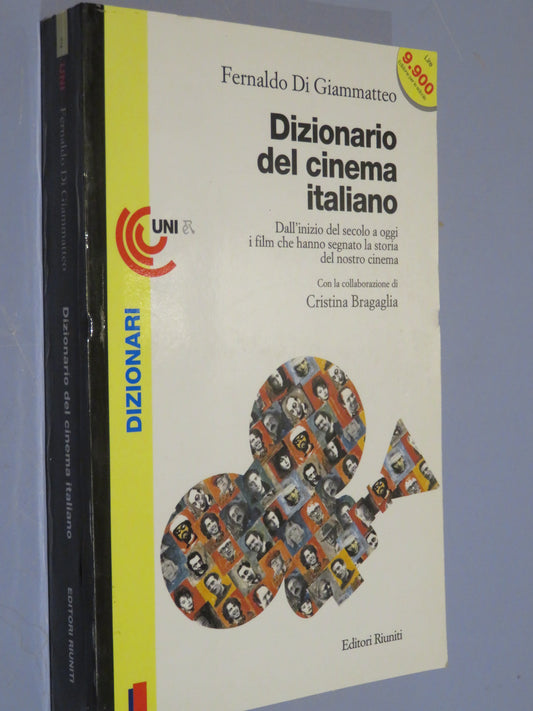 UNI
Fernaldo Di Giammatteo
Dizionario del cinema italiano
EDITORI RIUNITI
Lire
9.900
Fernaldo Di Giammatteo
Dizionario
del cinema
italiano
Dall'inizio del secolo a oggi
i film che hanno segnato la storia
del nostro cinema
Con la collaborazione di
Cristina Bragaglia
UNI
DIZIONARI
Editori Riuniti